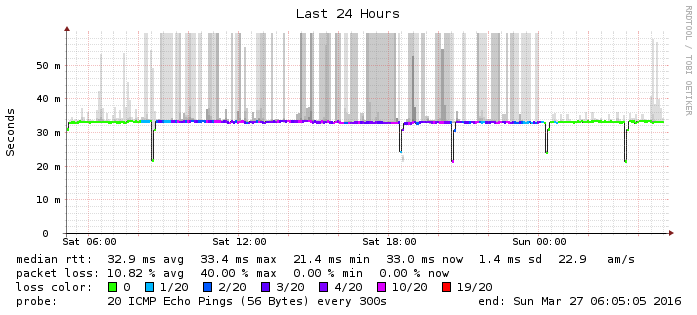 Last 24 Hours
RRDTOOL / TOBI OETIKER
Seconds
50 m
40 m
30 m
20 m
10 m
0
Sat 06:00 Sat 12:00 Sat 18:00 Sun 00:00
median rtt: 32.9 ms avg 33.4 ms max 21.4 ms min 33.0 ms now 1.4 ms sd 22.9 am/s
packet loss: 10.82 % avg 40.00 % max 0.00 % min 0.00 % now
loss color: 0 1/20 2/20 3/20 4/20 10/20 19/20
probe: 20 ICMP Echo Pings (56 Bytes) every 300s end: Sun Mar 27 06:05:05 2016